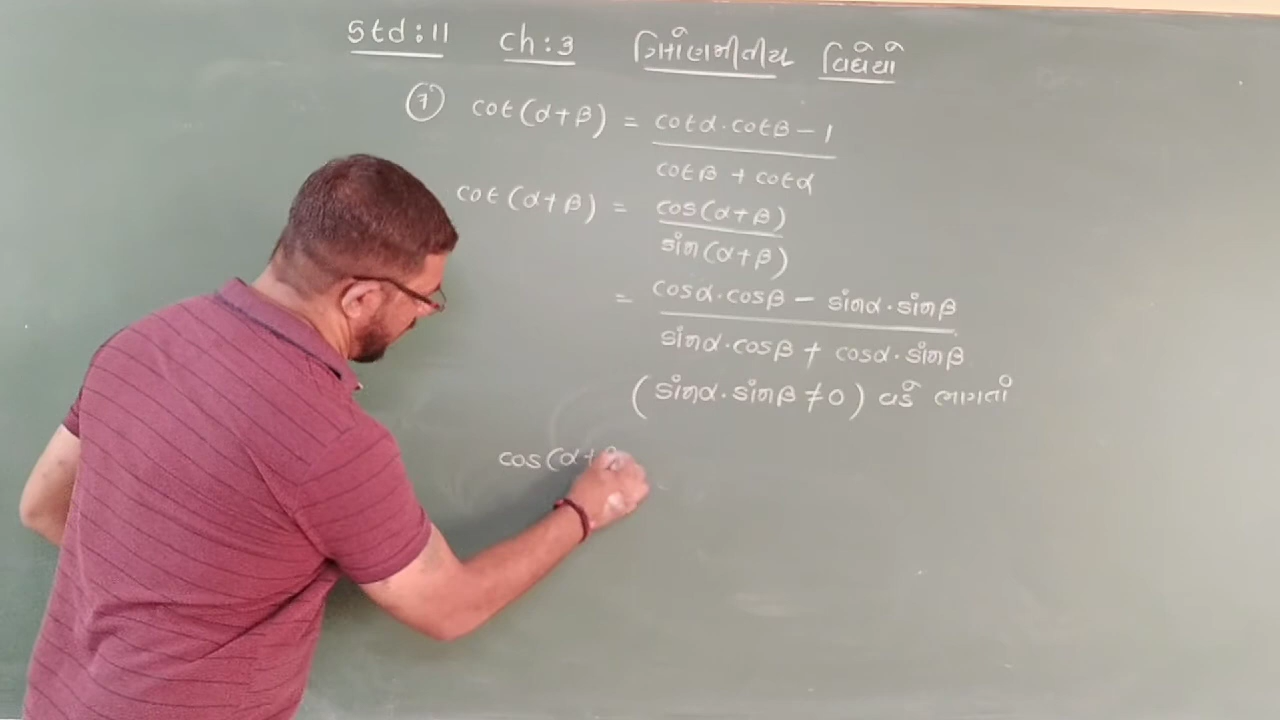 Std:11 ch:3 ત્રિકોણમીતીય વિધેયો
① cot(α+β) = cotα.cotβ-1
cotβ + cotα
cot(α+β) = cos(α+β)
sin(α+β)
= cosα.cosβ - sinα.sinβ
sinα.cosβ + cosα.sinβ
(sinα.sinβ≠0) વડે ભાગતાં
cos(α+β